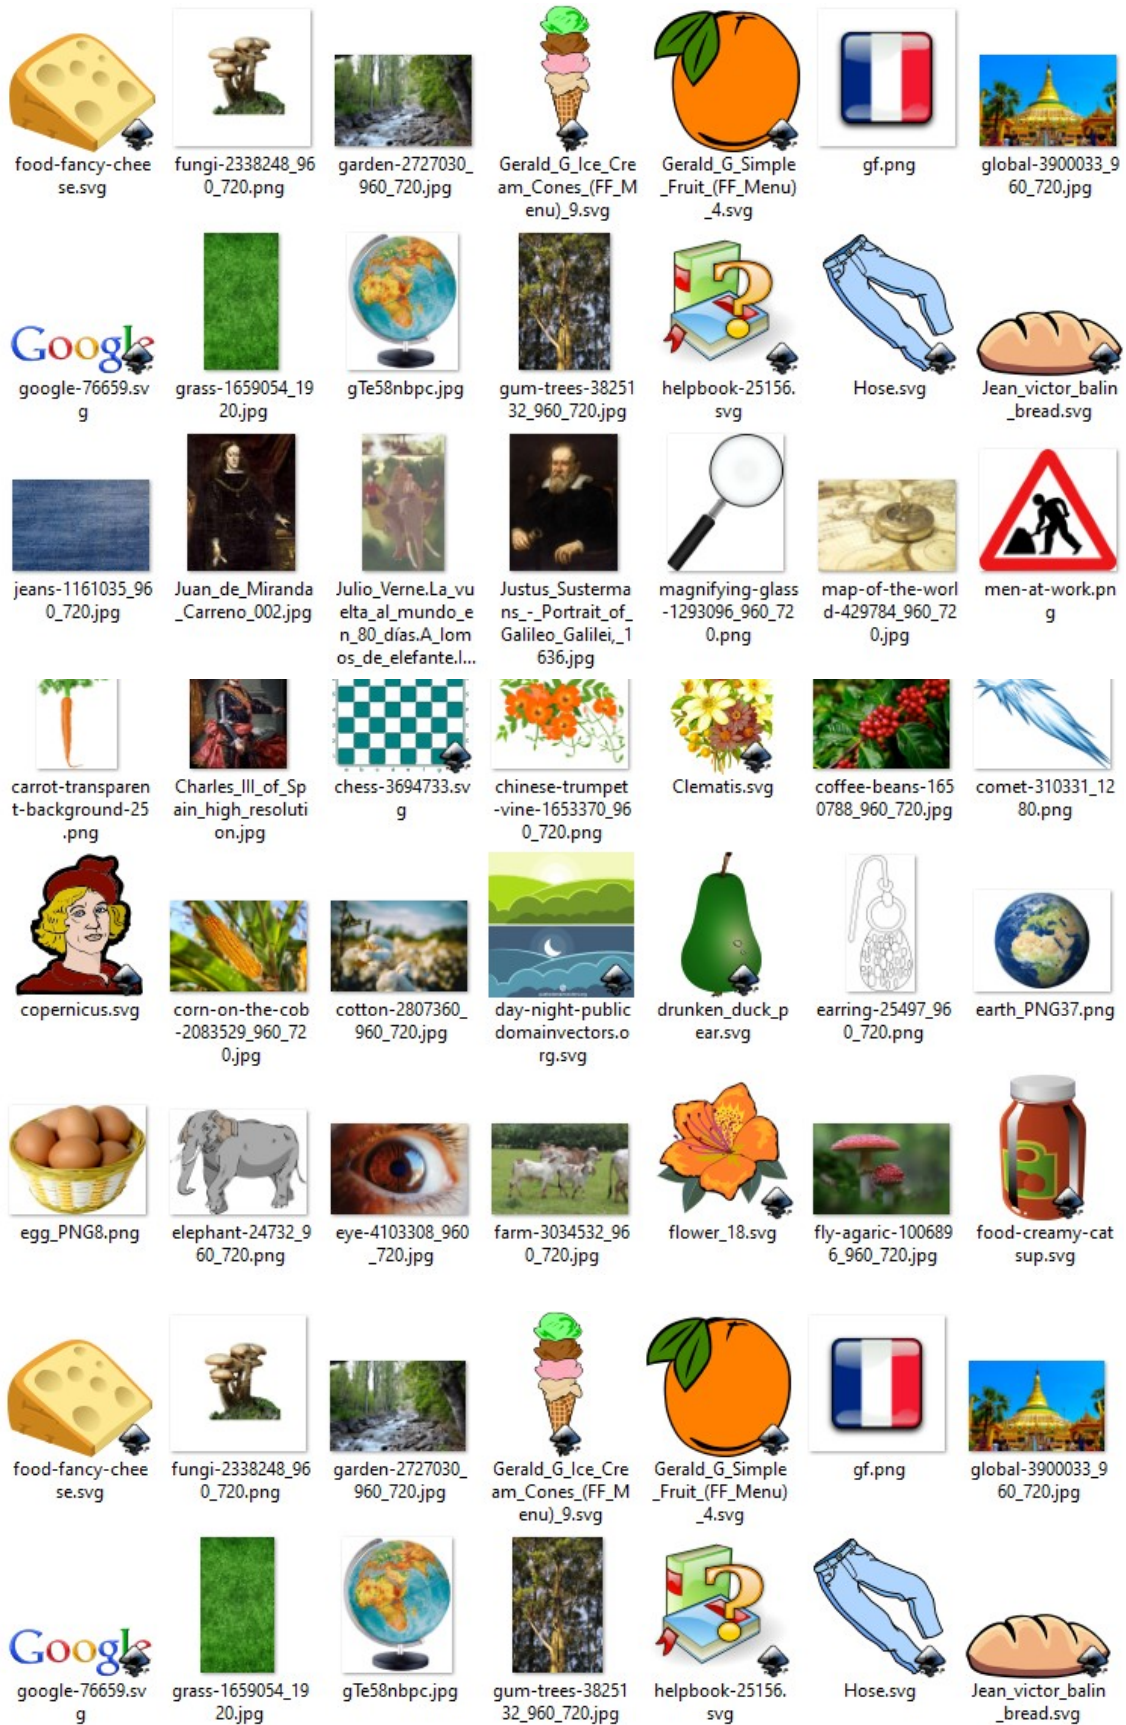 food-fancy-chee
se.svg
fungi-2338248_96
0_720.png
garden-2727030_
960_720.jpg
Gerald_G_Ice_Cre
am_Cones_(FF_M
enu)_9.svg
Gerald_G_Simple
_Fruit_(FF_Menu)
_4.svg
gf.png
global-3900033_9
60_720.jpg
Google
google-76659.sv
g
grass-1659054_19
20.jpg
gTe58nbpc.jpg
gum-trees-38251
32_960_720.jpg
helpbook-25156.
svg
Hose.svg
Jean_victor_balin
_bread.svg
jeans-1161035_96
0_720.jpg
Juan_de_Miranda
_Carreno_002.jpg
Julio_Verne.La_vu
elta_al_mundo_e
n_80_días.A_lom
os_de_elefante.l...
Justus_Susterma
ns_-_Portrait_of_
Galileo_Galilei,_1
636.jpg
magnifying-glass
-1293096_960_72
0.png
map-of-the-worl
d-429784_960_72
0.jpg
men-at-work.pn
g
carrot-transparen
t-background-25
.png
Charles_III_of_Sp
ain_high_resoluti
on.jpg
chess-3694733.sv
g
chinese-trumpet
-vine-1653370_96
0_720.png
Clematis.svg
coffee-beans-165
0788_960_720.jpg
comet-310331_12
80.png
copernicus.svg
corn-on-the-cob
-2083529_960_72
0.jpg
cotton-2807360_
960_720.jpg
day-night-public
domainvectors.o
rg.svg
drunken_duck_p
ear.svg
earring-25497_96
0_720.png
earth_PNG37.png
egg_PNG8.png
elephant-24732_9
60_720.png
eye-4103308_960
_720.jpg
farm-3034532_96
0_720.jpg
flower_18.svg
fly-agaric-100689
6_960_720.jpg
food-creamy-cat
sup.svg
food-fancy-chee
se.svg
fungi-2338248_96
0_720.png
garden-2727030_
960_720.jpg
Gerald_G_Ice_Cre
am_Cones_(FF_M
enu)_9.svg
Gerald_G_Simple
_Fruit_(FF_Menu)
_4.svg
gf.png
global-3900033_9
60_720.jpg
Google
google-76659.sv
g
grass-1659054_19
20.jpg
gTe58nbpc.jpg
gum-trees-38251
32_960_720.jpg
helpbook-25156.
svg
Hose.svg
Jean_victor_balin
_bread.svg